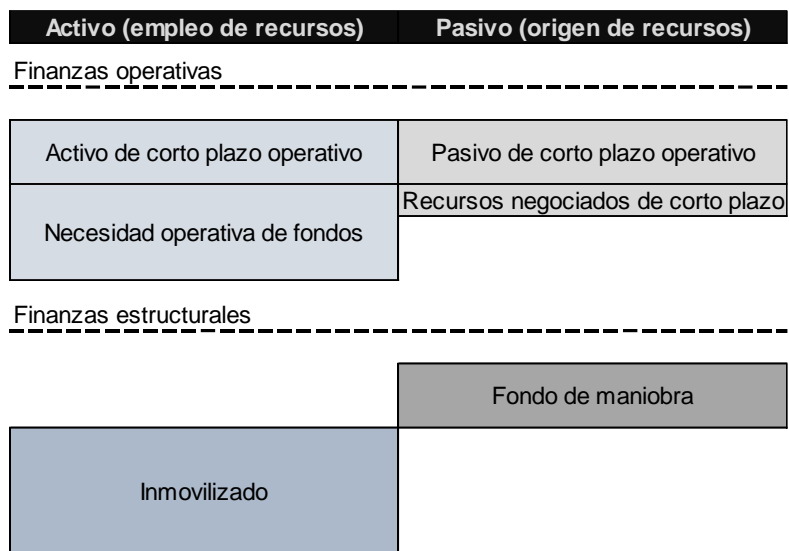 Activo (empleo de recursos) Pasivo (origen de recursos)
Finanzas operativas
Activo de corto plazo operativo Pasivo de corto plazo operativo
Recursos negociados de corto plazo
Necesidad operativa de fondos
Finanzas estructurales
Fondo de maniobra
Inmovilizado